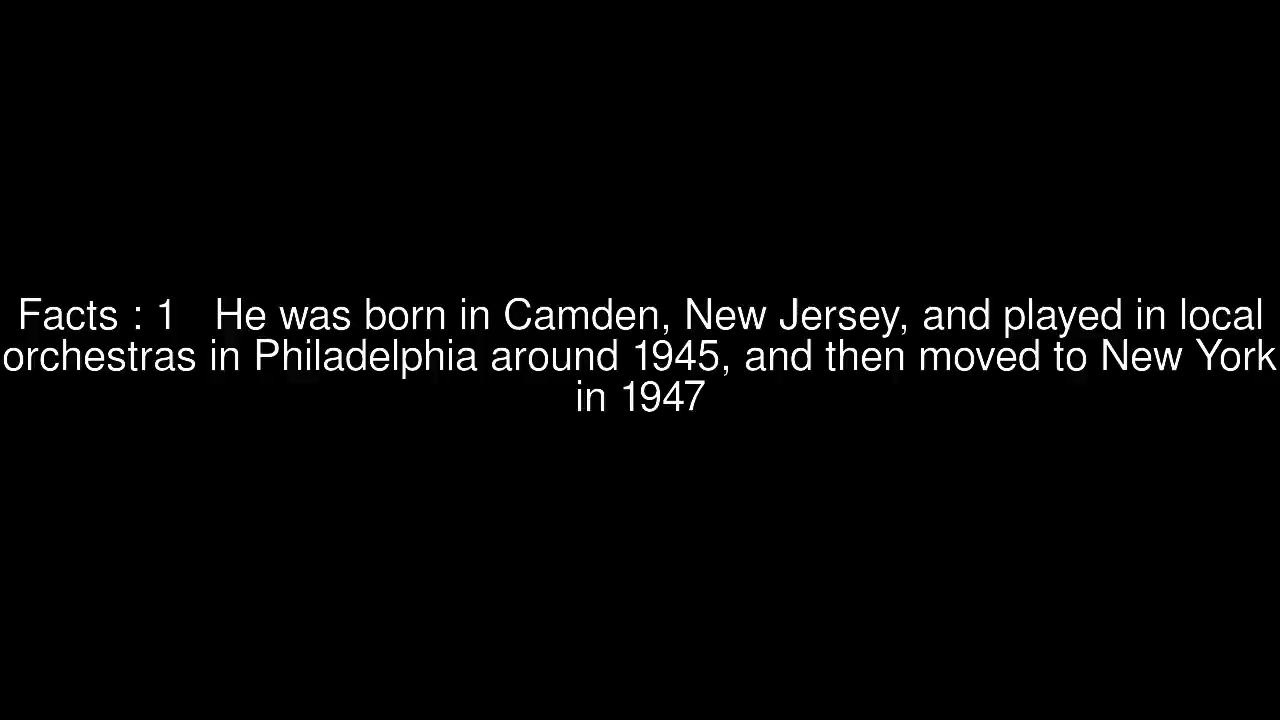 Facts : 1 He was born in Camden, New Jersey, and played in local
orchestras in Philadelphia around 1945, and then moved to New York
in 1947